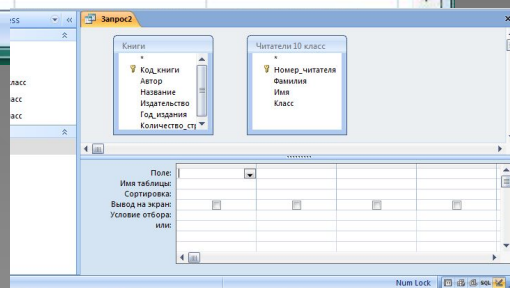 ess
Запрос2
Книги
*
Код_книги
Автор
Название
Издательство
Год_издания
Количество_стр
Читатели 10 класс
*
Номер_читателя
Фамилия
Имя
Класс
ласс
асс
асс
Поле:
Имя таблицы:
Сортировка:
Вывод на экран:
Условие отбора:
или:
Num Lock
SQL